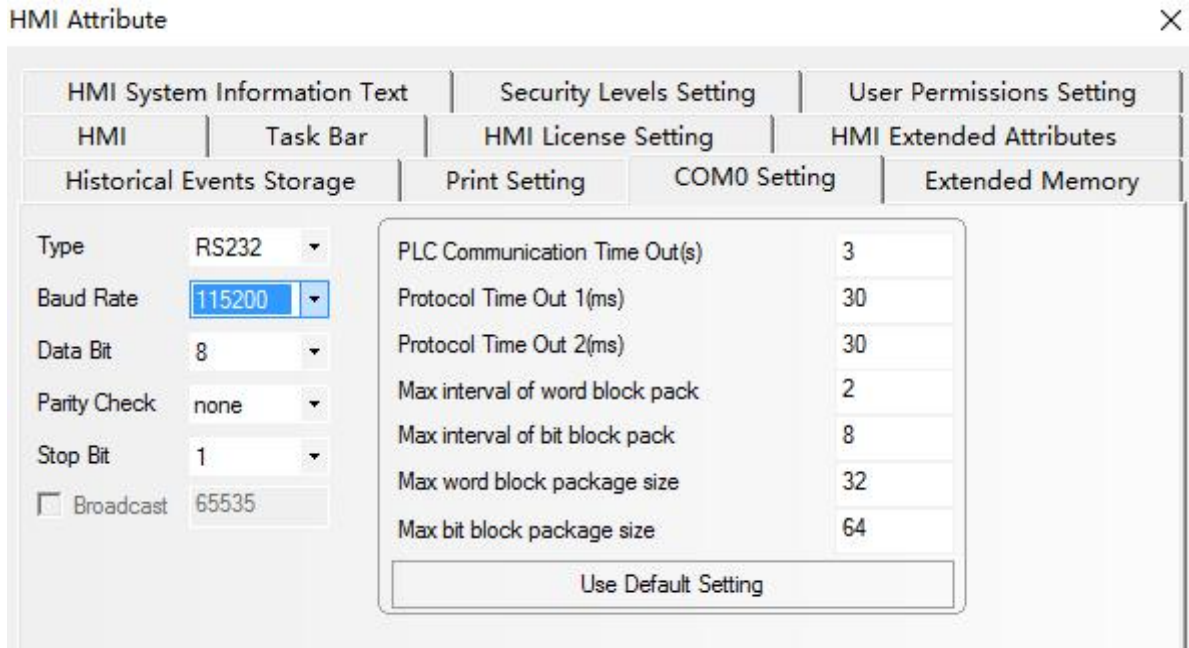 HMI Attribute
HMI System Information Text Security Levels Setting User Permissions Setting
HMI Task Bar HMI License Setting HMI Extended Attributes
Historical Events Storage Print Setting COM0 Setting Extended Memory
Type RS232
Baud Rate 115200
Data Bit 8
Parity Check none
Stop Bit 1
Broadcast 65535
PLC Communication Time Out(s) 3
Protocol Time Out 1(ms) 30
Protocol Time Out 2(ms) 30
Max interval of word block pack 2
Max interval of bit block pack 8
Max word block package size 32
Max bit block package size 64
Use Default Setting